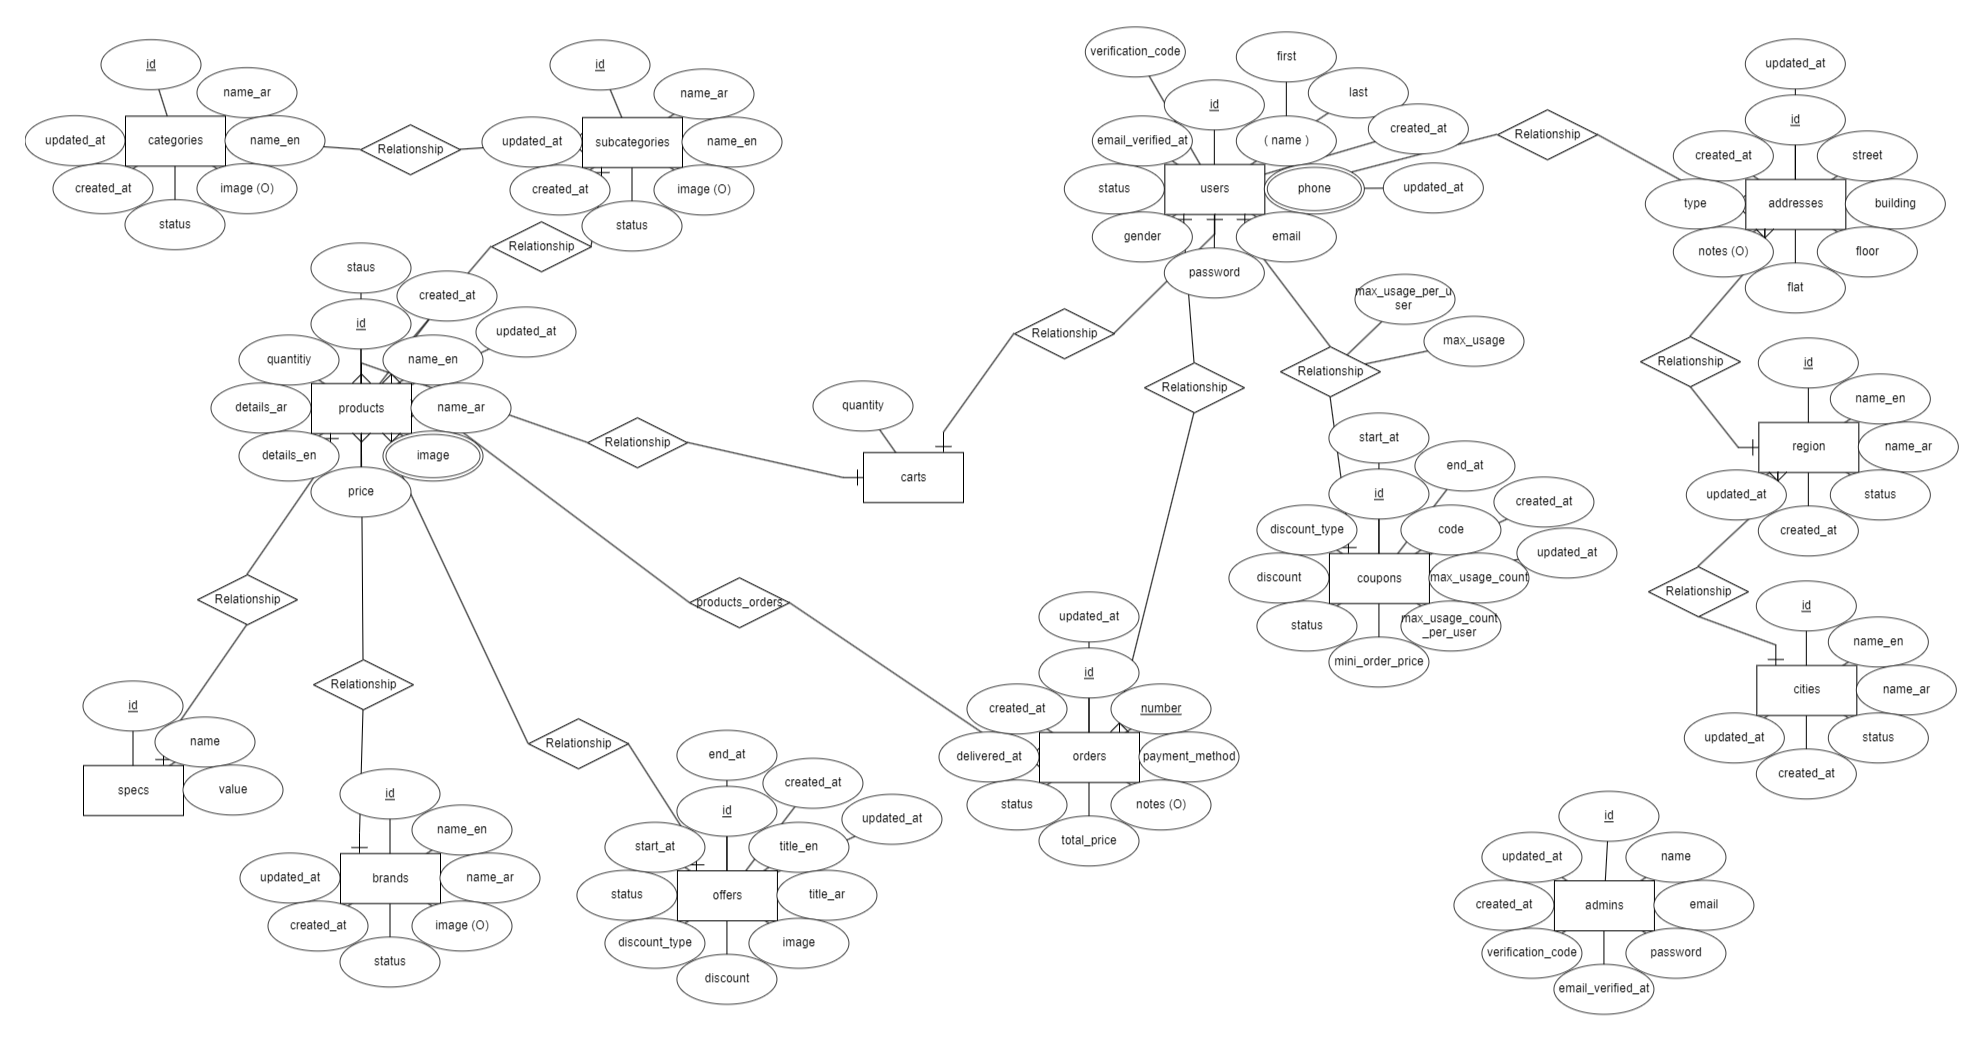 id
name_ar
updated_at
categories
name_en
created_at
image (O)
status
Relationship
id
name_ar
updated_at
subcategories
name_en
created_at
image (O)
status
Relationship
staus
created_at
id
updated_at
quantitiy
name_en
details_ar
products
name_ar
details_en
image
price
Relationship
quantity
carts
Relationship
products_orders
Relationship
id
name
specs
value
Relationship
id
name_en
updated_at
brands
name_ar
created_at
image (O)
status
Relationship
end_at
created_at
id
updated_at
start_at
title_en
status
offers
title_ar
discount_type
image
discount
verification_code
first
last
id
created_at
email_verified_at
( name )
status
users
phone
updated_at
gender
email
password
Relationship
Relationship
Relationship
max_usage_per_u
ser
max_usage
Relationship
updated_at
id
created_at
street
type
addresses
building
notes (O)
floor
flat
Relationship
id
name_en
region
name_ar
updated_at
status
created_at
Relationship
id
name_en
cities
name_ar
updated_at
status
created_at
start_at
end_at
id
created_at
discount_type
code
updated_at
discount
coupons
max_usage_count
status
max_usage_count
_per_user
mini_order_price
updated_at
id
created_at
number
delivered_at
orders
payment_method
status
notes (O)
total_price
id
updated_at
name
created_at
admins
email
verification_code
password
email_verified_at